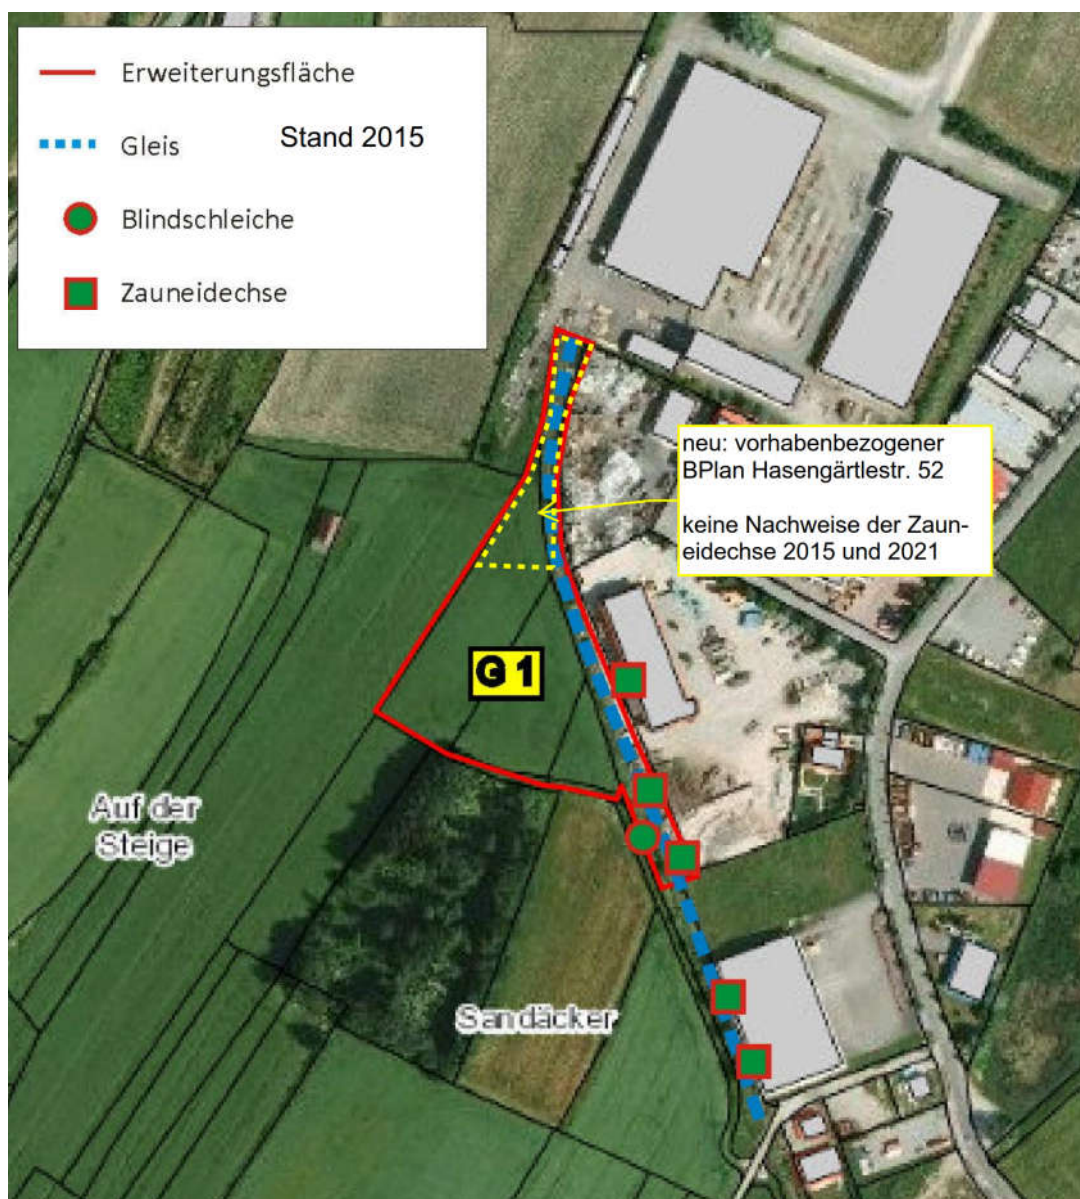 Erweiterungsfläche
Gleis
Stand 2015
Blindschleiche
Zauneidechse
neu: vorhabenbezogener
BPlan Hasengärtlestr. 52
keine Nachweise der Zaun-
eidechse 2015 und 2021
G 1
Auf der
Steige
Sandäcker